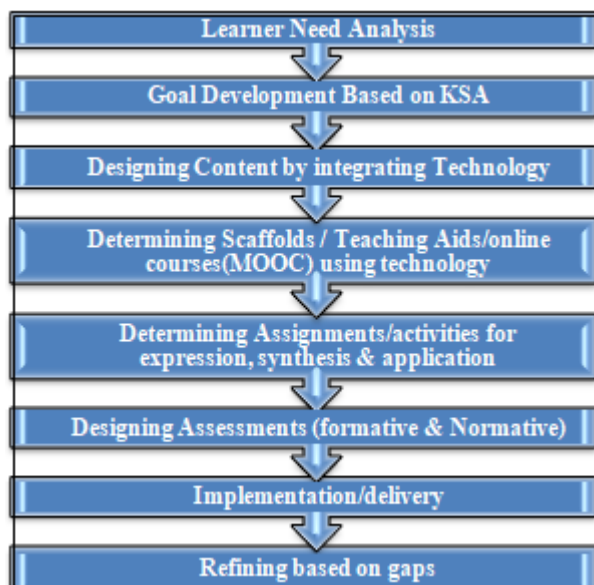 Learner Need Analysis
Goal Development Based on KSA
Designing Content by integrating Technology
Determining Scaffolds / Teaching Aids/online
courses(MOOC) using technology
Determining Assignments/activities for
expression, synthesis & application
Designing Assessments (formative & Normative)
Implementation/delivery
Refining based on gaps